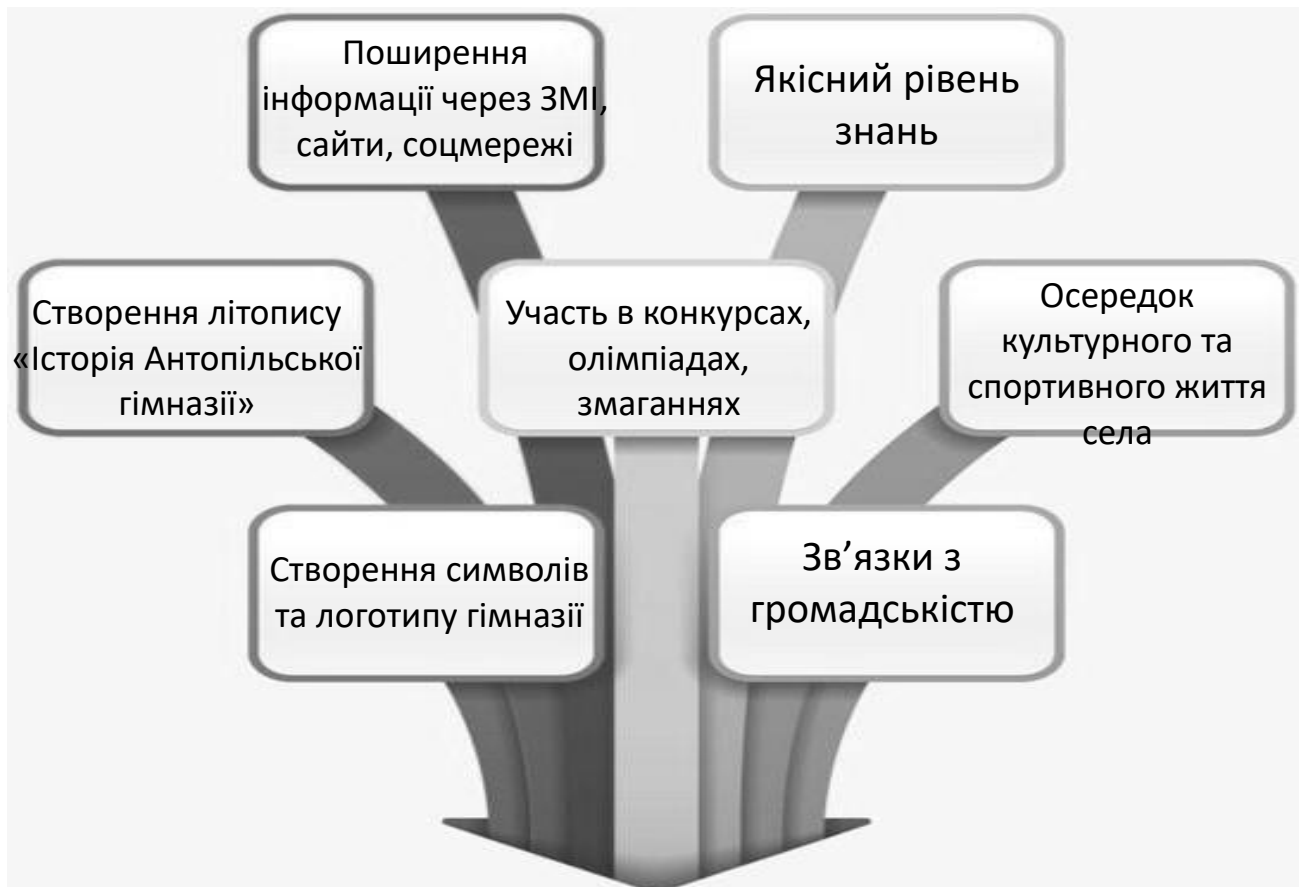 Поширення
інформації через ЗМІ,
сайти, соцмережі
Якісний рівень
знань
Створення літопису
«Історія Антопільської
гімназії»
Участь в конкурсах,
олімпіадах,
змаганнях
Осередок
культурного та
спортивного життя
села
Створення символів
та логотипу гімназії
Зв’язки з
громадськістю